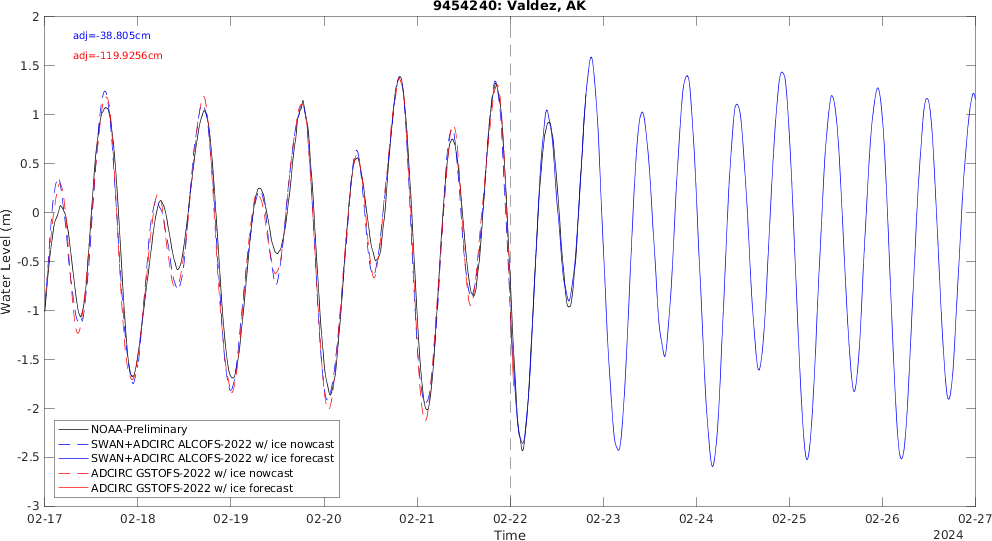 9454240: Valdez, AK
adj=-38.805cm
adj=-119.9256cm
Water Level (m)
2
1.5
1
0.5
0
-0.5
-1
-1.5
-2
-2.5
-3
NOAA-Preliminary
SWAN+ADCIRC ALCOFS-2022 w/ ice nowcast
SWAN+ADCIRC ALCOFS-2022 w/ ice forecast
ADCIRC GSTOFS-2022 w/ ice nowcast
ADCIRC GSTOFS-2022 w/ ice forecast
02-17 02-18 02-19 02-20 02-21 02-22 02-23 02-24 02-25 02-26 02-27
Time
2024